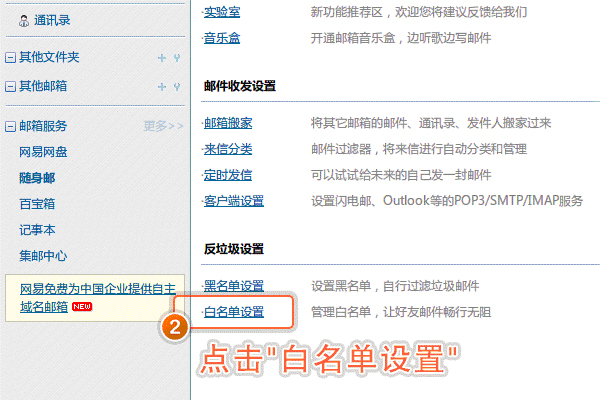 通讯录
其他文件夹
其他邮箱
邮箱服务 更多>>
网易网盘
随身邮
百宝箱
记事本
集邮中心
网易免费为中国企业提供自主
域名邮箱 NEW
·实验室 新功能推荐区，欢迎您将建议反馈给我们
·音乐盒 开通邮箱音乐盒，边听歌边写邮件
邮件收发设置
·邮箱搬家 将其它邮箱的邮件、通讯录、发件人搬家过来
·来信分类 邮件过滤器，将来信进行自动分类和管理
·定时发信 可以试试给未来的自己发一封邮件
·客户端设置 设置闪电邮、Outlook等的POP3/SMTP/IMAP服务
反垃圾设置
·黑名单设置 设置黑名单，自行过滤垃圾邮件
·白名单设置 管理白名单，让好友邮件畅行无阻
2
点击"白名单设置"